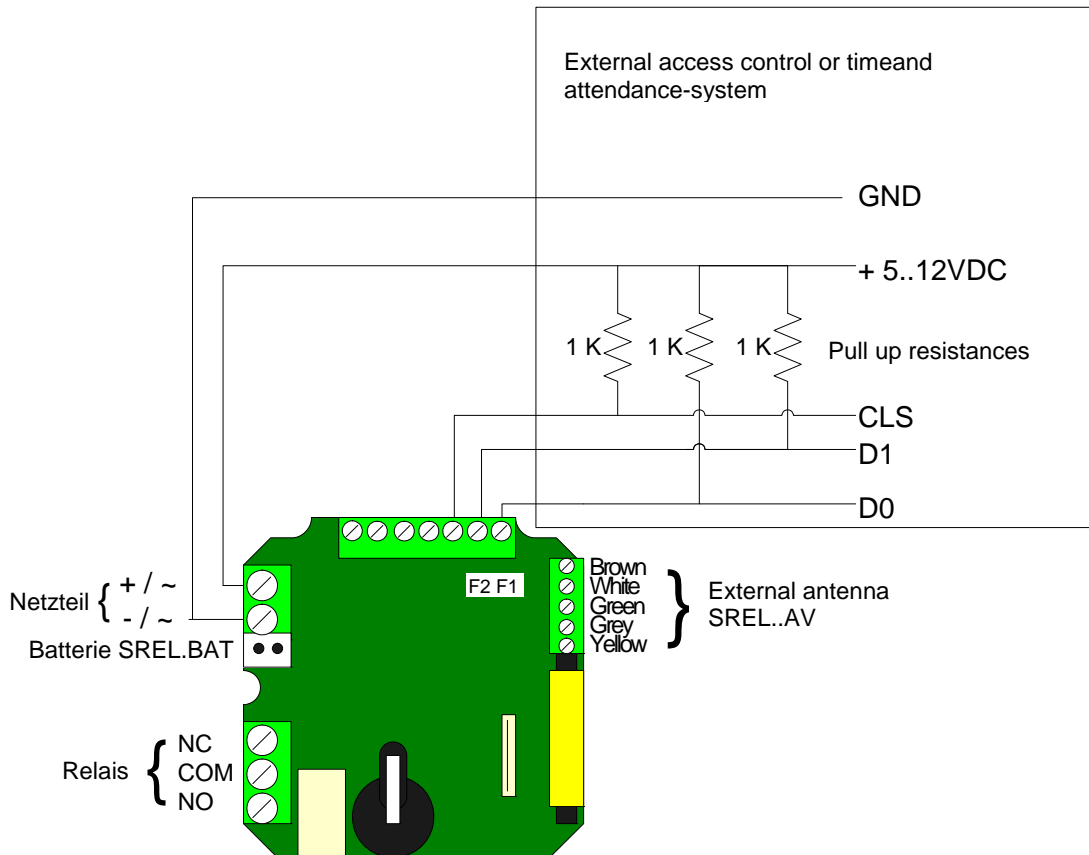 External access control or timeand
attendance-system
GND
+ 5..12VDC
1 K
1 K
1 K
Pull up resistances
CLS
D1
D0
F2 F1
Brown
White
Green
Grey
Yellow
External antenna
SREL..AV
Netzteil
+ / ~
- / ~
Batterie SREL.BAT
Relais
NC
COM
NO